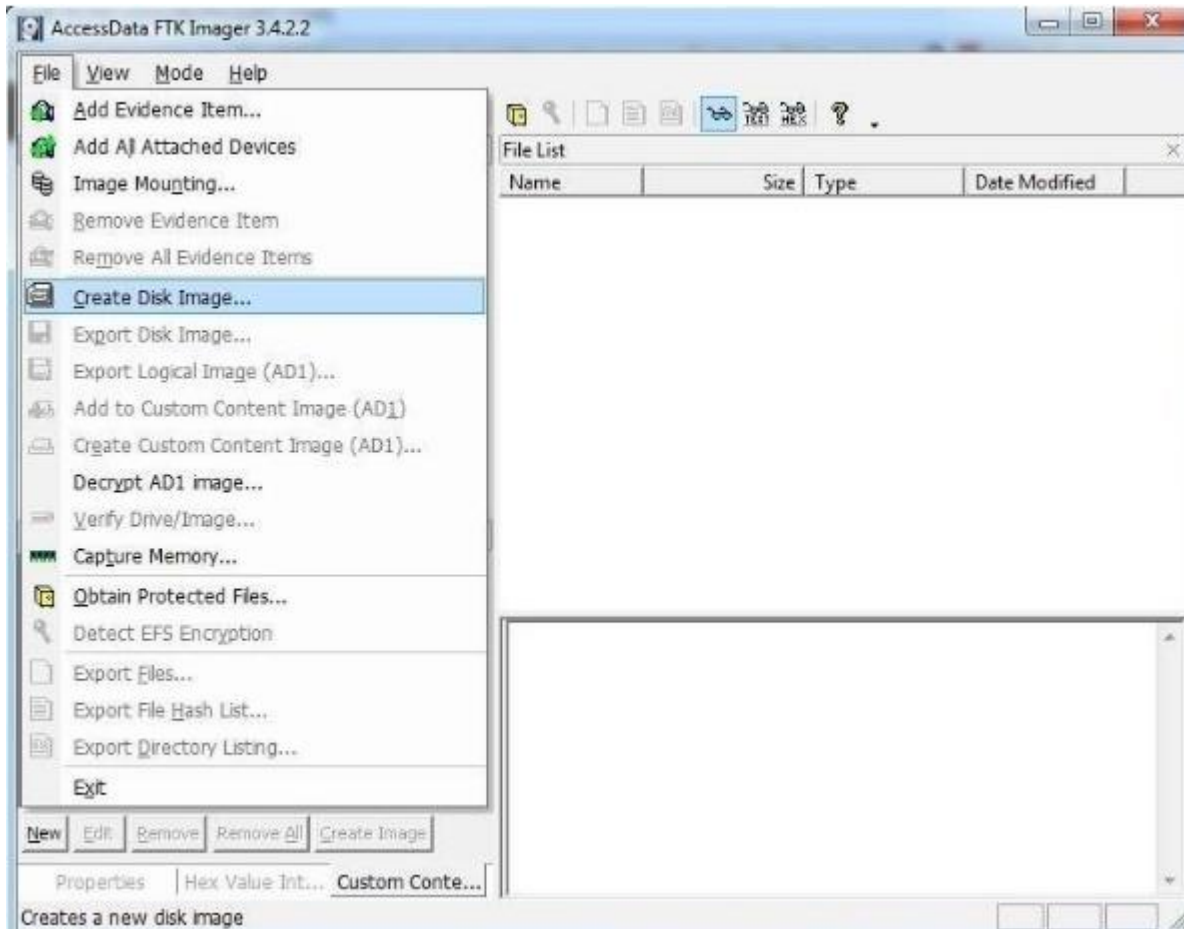 AccessData FTK Imager 3.4.2.2
File View Mode Help
Add Evidence Item...
Add All Attached Devices
Image Mounting...
Remove Evidence Item
Remove All Evidence Items
Create Disk Image...
Export Disk Image...
Export Logical Image (AD1)...
Add to Custom Content Image (AD1)
Create Custom Content Image (AD1)...
Decrypt AD1 image...
Verify Drive/Image...
Capture Memory...
Obtain Protected Files...
Detect EFS Encryption
Export Files...
Export File Hash List...
Export Directory Listing...
Exit
File List
Name Size Type Date Modified
New Edit Remove Remove All Create Image
Properties Hex Value Int... Custom Conte...
Creates a new disk image